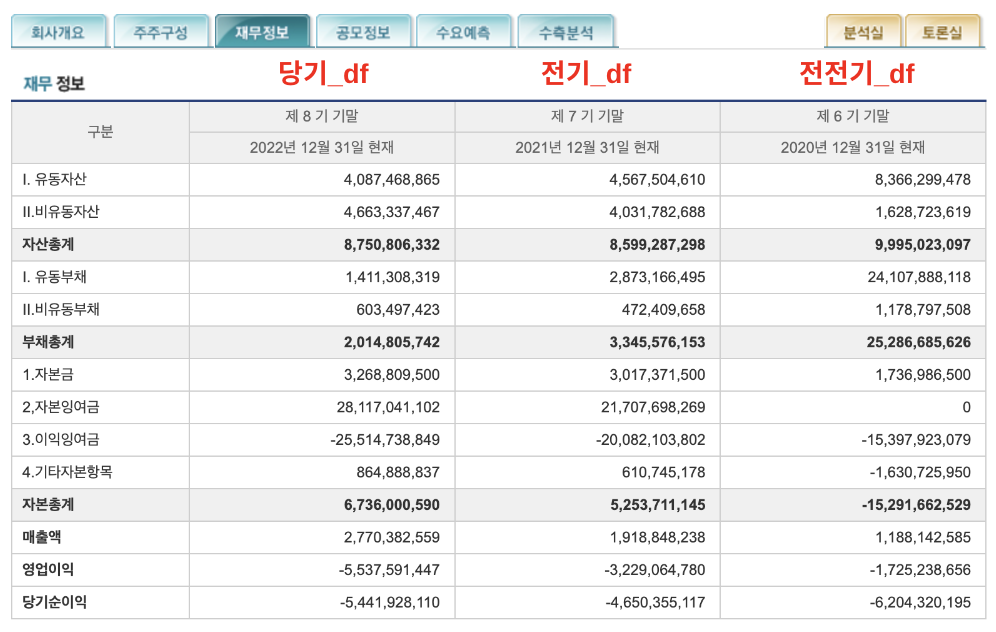 회사개요 주주구성 재무정보 공모정보 수요예측 수축분석 분석실 토론실
재무 정보 당기_df 전기_df 전전기_df
구분 제 8 기 기말 제 7 기 기말 제 6 기 기말
2022년 12월 31일 현재 2021년 12월 31일 현재 2020년 12월 31일 현재
I. 유동자산 4,087,468,865 4,567,504,610 8,366,299,478
II.비유동자산 4,663,337,467 4,031,782,688 1,628,723,619
자산총계 8,750,806,332 8,599,287,298 9,995,023,097
I. 유동부채 1,411,308,319 2,873,166,495 24,107,888,118
II.비유동부채 603,497,423 472,409,658 1,178,797,508
부채총계 2,014,805,742 3,345,576,153 25,286,685,626
1.자본금 3,268,809,500 3,017,371,500 1,736,986,500
2,자본잉여금 28,117,041,102 21,707,698,269 0
3.이익잉여금 -25,514,738,849 -20,082,103,802 -15,397,923,079
4.기타자본항목 864,888,837 610,745,178 -1,630,725,950
자본총계 6,736,000,590 5,253,711,145 -15,291,662,529
매출액 2,770,382,559 1,918,848,238 1,188,142,585
영업이익 -5,537,591,447 -3,229,064,780 -1,725,238,656
당기순이익 -5,441,928,110 -4,650,355,117 -6,204,320,195